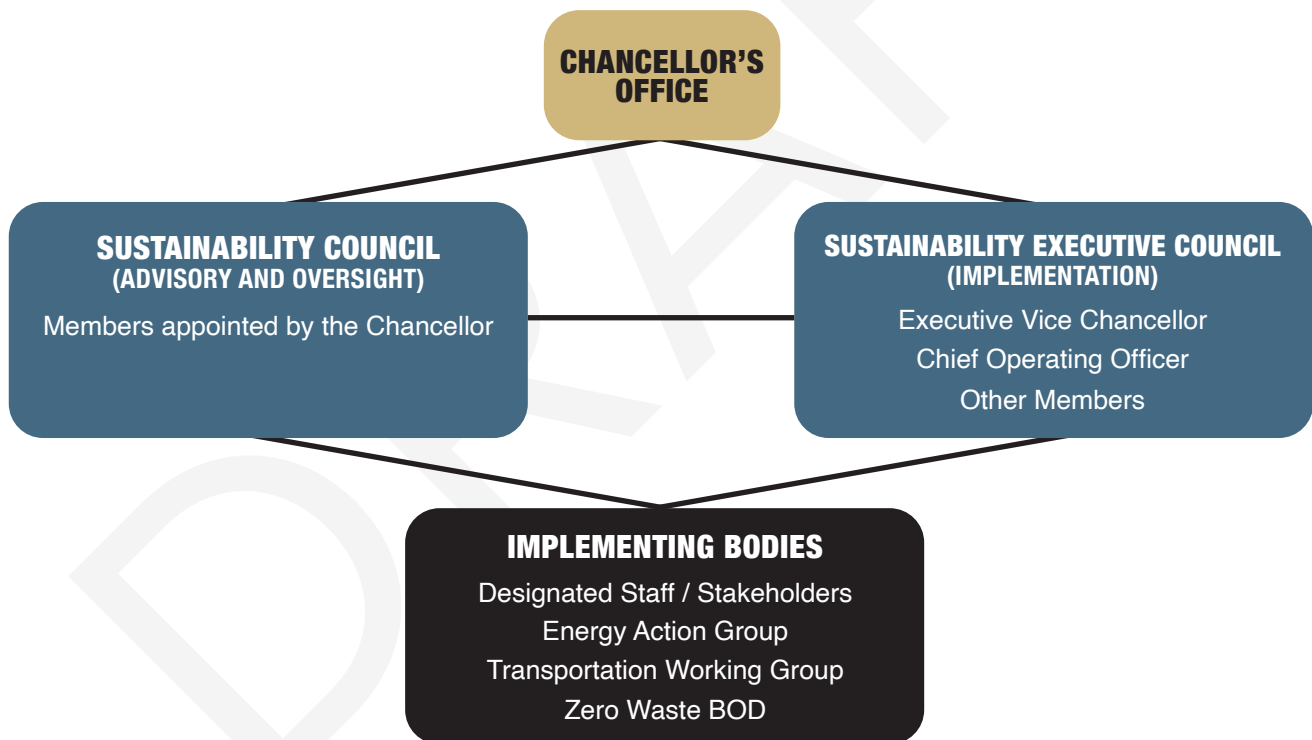 CHANCELLOR'S
OFFICE
SUSTAINABILITY COUNCIL
(ADVISORY AND OVERSIGHT)
Members appointed by the Chancellor
SUSTAINABILITY EXECUTIVE COUNCIL
(IMPLEMENTATION)
Executive Vice Chancellor
Chief Operating Officer
Other Members
IMPLEMENTING BODIES
Designated Staff / Stakeholders
Energy Action Group
Transportation Working Group
Zero Waste BOD